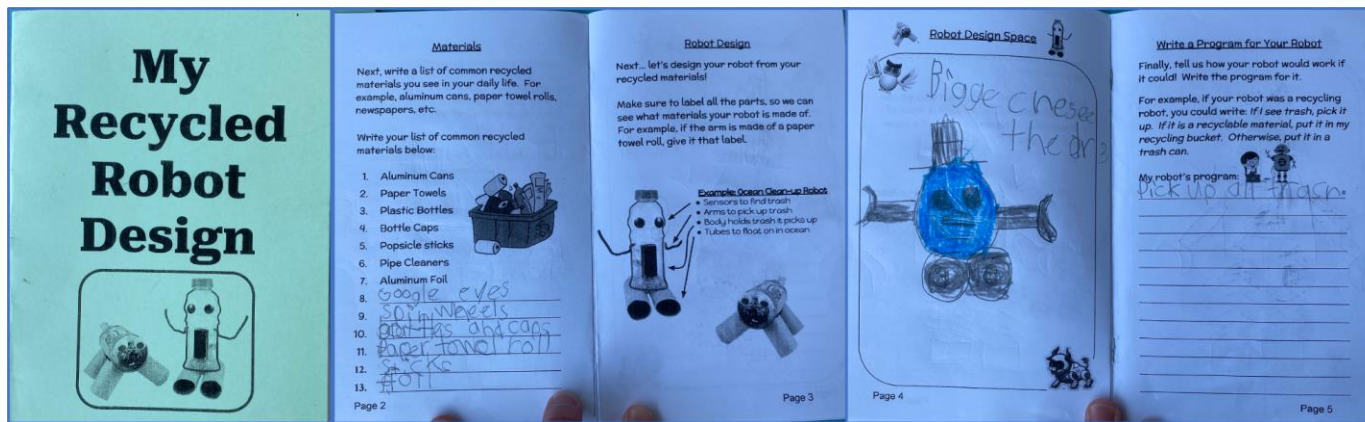 My
Recycled
Robot
Design
Materials
Next, write a list of common recycled
materials you see in your daily life. For
example, aluminum cans, paper towel rolls,
newspapers, etc.
Write your list of common recycled
materials below:
1. Aluminum Cans
2. Paper Towels
3. Plastic Bottles
4. Bottle Caps
5. Popsicle sticks
6. Pipe Cleaners
7. Aluminum Foil
8. Google eyes
9. wheels
10. and caps
11. Paper towel roll
12. sticks
13.
Page 2
Robot Design
Next... let's design your robot from your
recycled materials!
Make sure to label all the parts, so we can
see what materials your robot is made of.
For example, if the arm is made of a paper
towel roll, give it that label.
Example: Ocean Clean-up Robot
• Sensors to find trash
• Arms to pick up trash
• Body holds trash it picks up
• Tubes to float on in ocean
Page 3
Robot Design Space
Bigge
the
Page 4
Write a Program for Your Robot
Finally, tell us how your robot would work if
it could! Write the program for it.
For example, if your robot was a recycling
robot, you could write: If I see trash, pick it
up. If it is a recyclable material, put it in my
recycling bucket. Otherwise, put it in a
trash can.
My robot's program:
Pick up all
Page 5